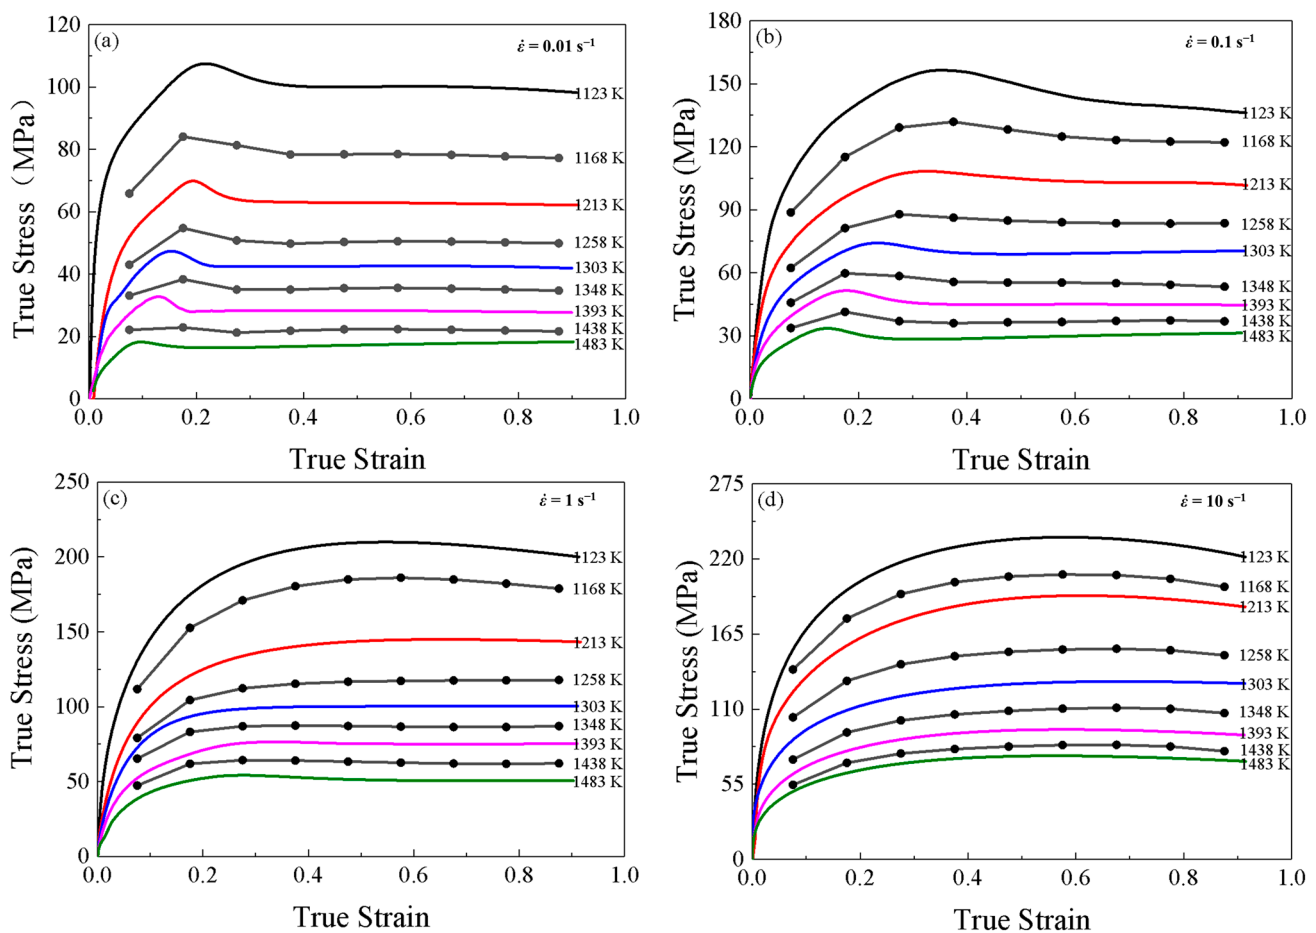 (a)
ε̇ = 0.01 s⁻¹
True Stress（MPa）
120
100
80
60
40
20
0
1123 K
1168 K
1213 K
1258 K
1303 K
1348 K
1393 K
1438 K
1483 K
0.0 0.2 0.4 0.6 0.8 1.0
True Strain
(b)
ε̇ = 0.1 s⁻¹
True Stress (MPa)
180
150
120
90
60
30
0
1123 K
1168 K
1213 K
1258 K
1303 K
1348 K
1393 K
1438 K
1483 K
0.0 0.2 0.4 0.6 0.8 1.0
True Strain
(c)
ε̇ = 1 s⁻¹
True Stress (MPa)
250
200
150
100
50
0
1123 K
1168 K
1213 K
1258 K
1303 K
1348 K
1393 K
1438 K
1483 K
0.0 0.2 0.4 0.6 0.8 1.0
True Strain
(d)
ε̇ = 10 s⁻¹
True Stress (MPa)
275
220
165
110
55
0
1123 K
1168 K
1213 K
1258 K
1303 K
1348 K
1393 K
1438 K
1483 K
0.0 0.2 0.4 0.6 0.8 1.0
True Strain